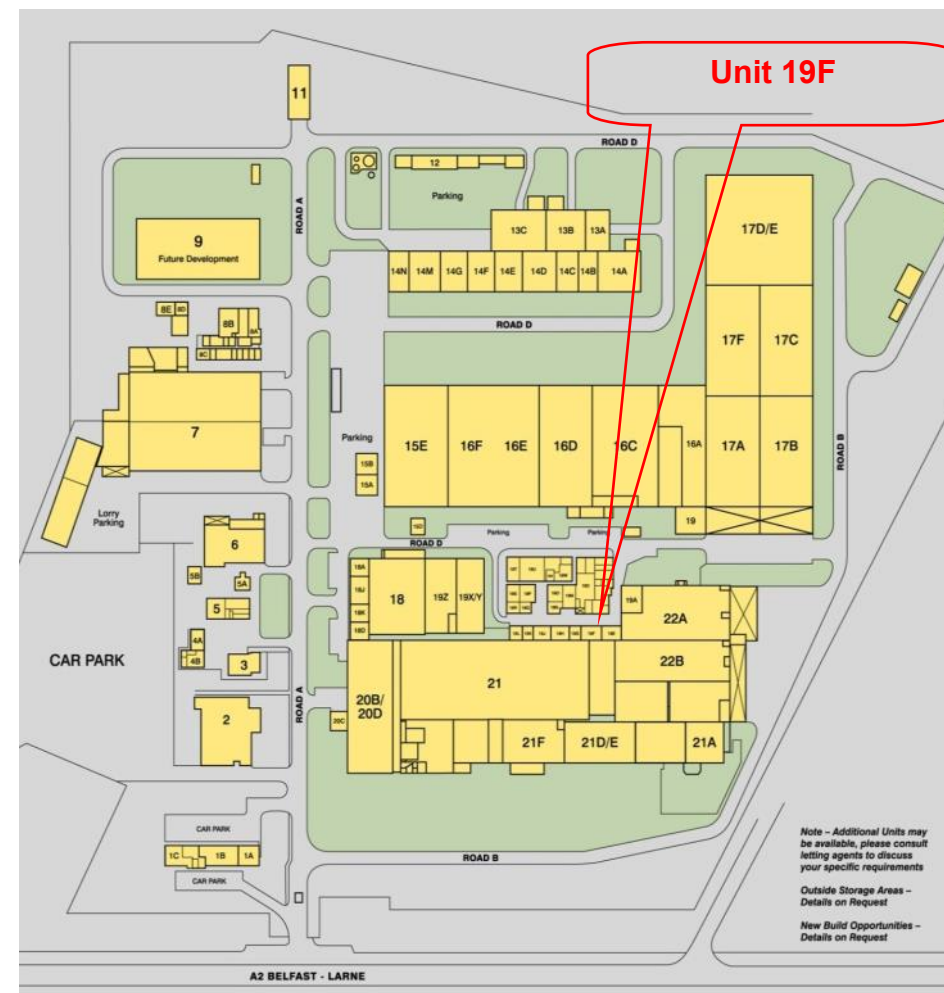 Unit 19F
11
ROAD D
12
Parking
ROAD A
13C
13B
13A
17D/E
9
Future Development
14N
14M
14G
14F
14E
14D
14C
14B
14A
8E
8D
8B
8A
8C
ROAD D
17F
17C
7
Parking
15E
16F
16E
16D
16C
16A
17A
17B
ROAD B
15B
15A
Lorry
Parking
Parking
Parking
19
ROAD D
6
5B
5A
5
18A
18J
18K
18D
18
19Z
19X/Y
19A
22A
4A
4B
3
CAR PARK
22B
21
20B/
20D
20C
ROAD A
2
21F
21D/E
21A
CAR PARK
1C
1B
1A
CAR PARK
ROAD B
Note – Additional Units may
be available, please consult
letting agents to discuss
your specific requirements
Outside Storage Areas –
Details on Request
New Build Opportunities –
Details on Request
A2 BELFAST - LARNE